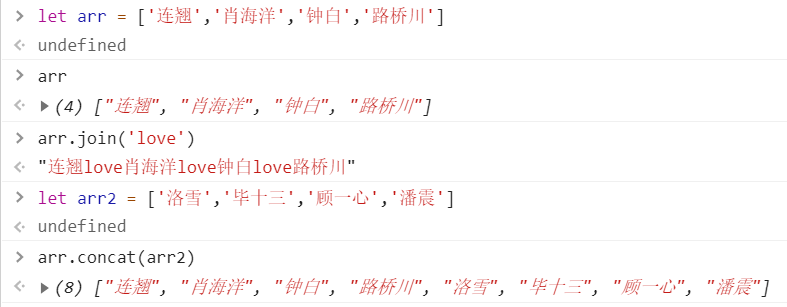 > let arr = ['连翘','肖海洋','钟白','路桥川']
undefined
> arr
(4) ["连翘", "肖海洋", "钟白", "路桥川"]
> arr.join('love')
"连翘love肖海洋love钟白love路桥川"
> let arr2 = ['洛雪','毕十三','顾一心','潘震']
undefined
> arr.concat(arr2)
(8) ["连翘", "肖海洋", "钟白", "路桥川", "洛雪", "毕十三", "顾一心", "潘震"]